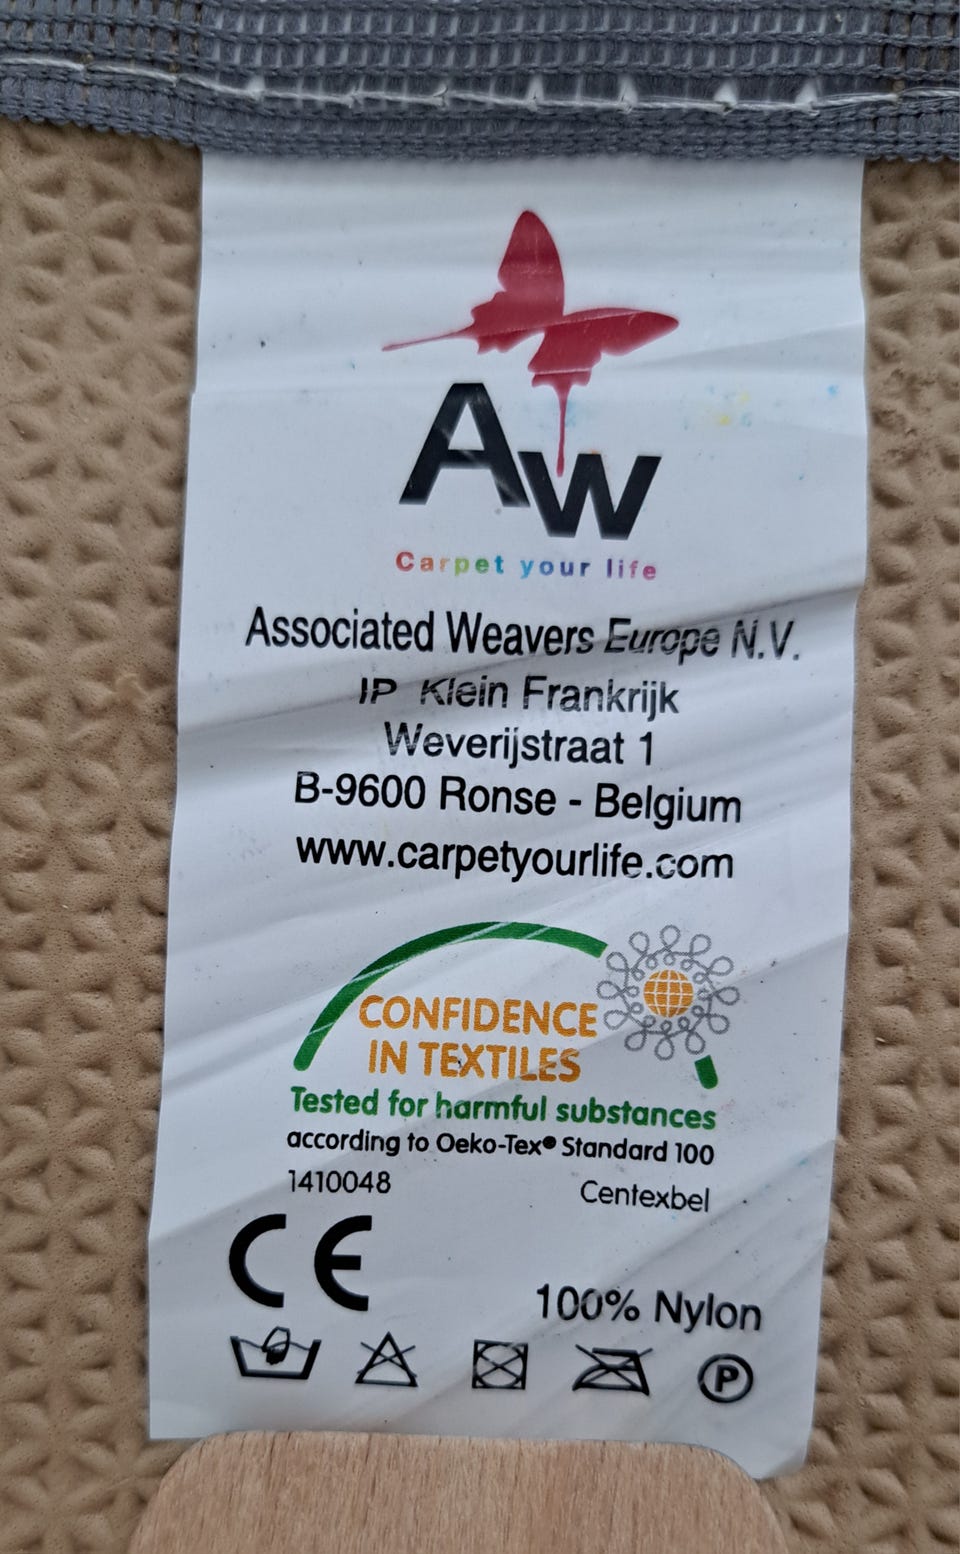 AW
Carpet your life
Associated Weavers Europe N.V.
IP Klein Frankrijk
Weverijstraat 1
B-9600 Ronse - Belgium
www.carpetyourlife.com
CONFIDENCE
IN TEXTILES
Tested for harmful substances
according to Oeko-Tex® Standard 100
1410048 Centexbel
CE
100% Nylon
P